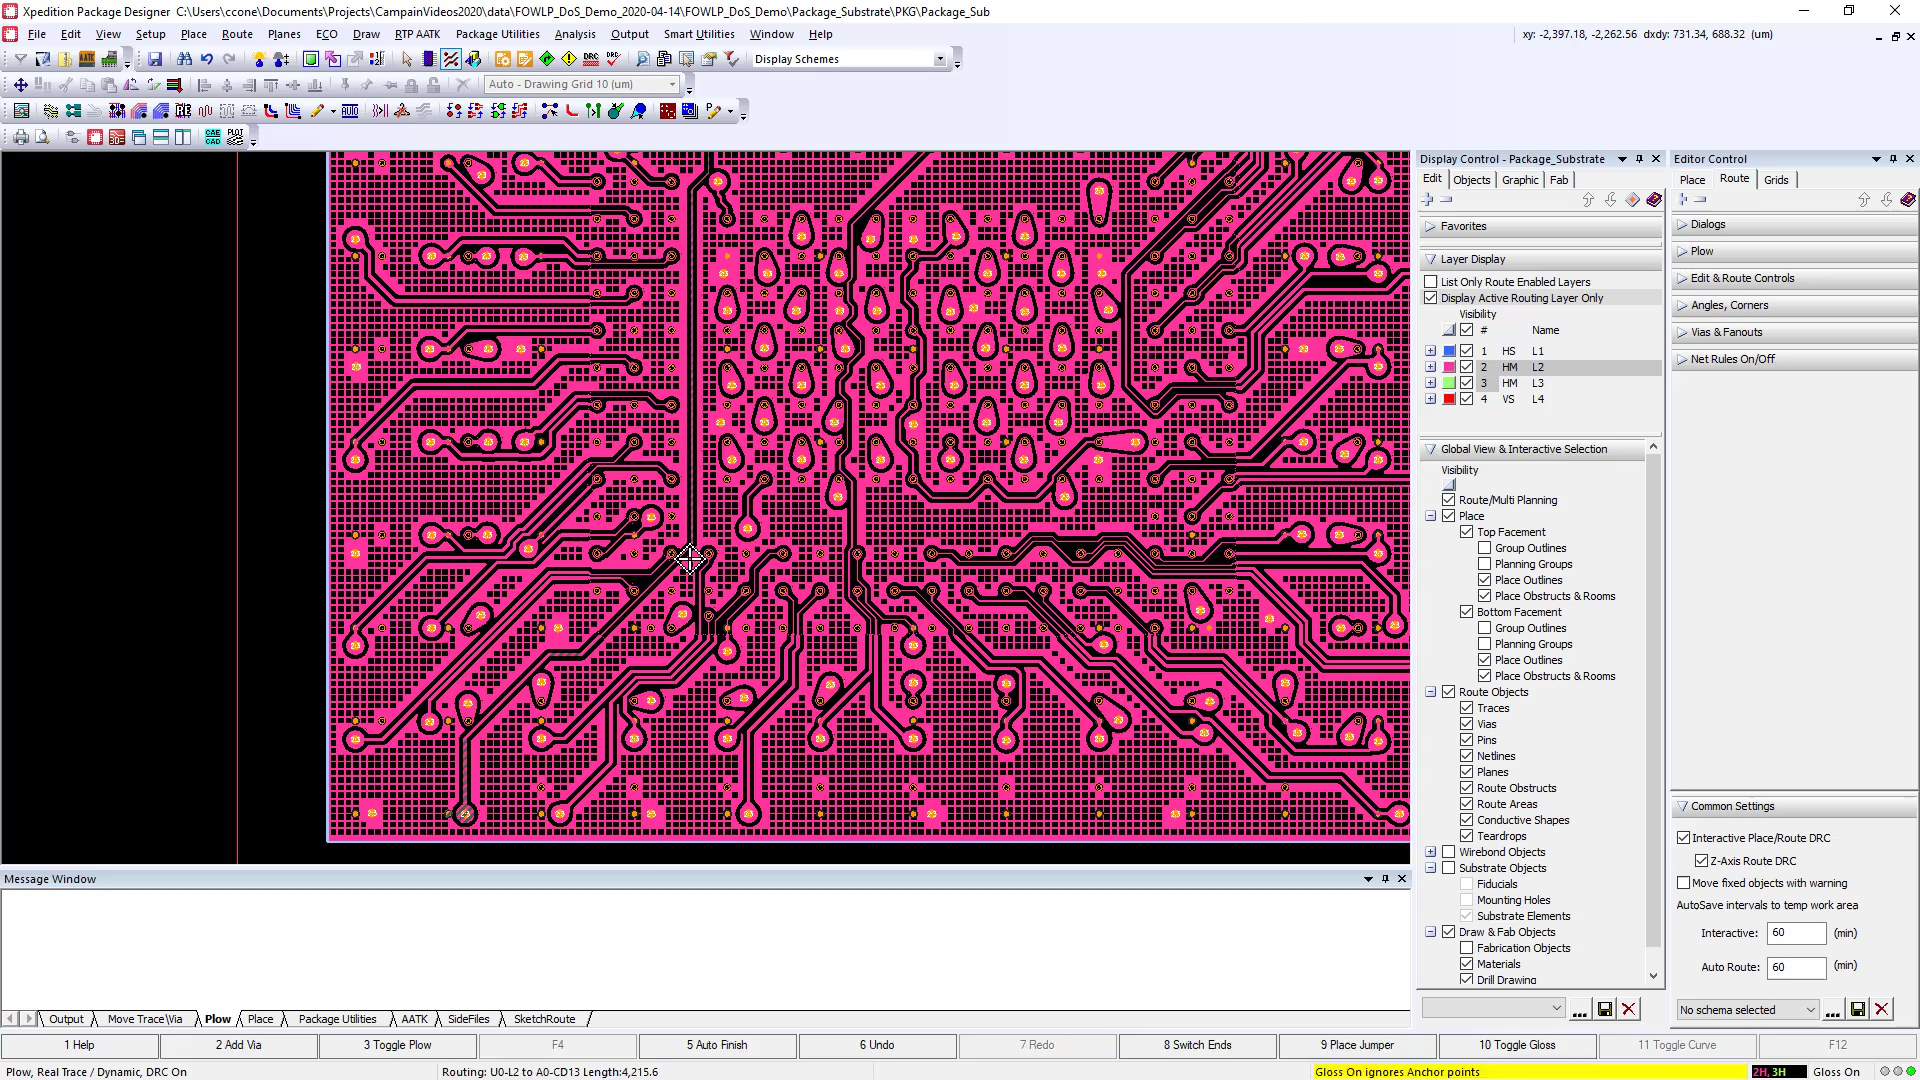 Xpedition Package Designer  C:\Users\ccone\Documents\Projects\CampainVideos2020\data\FOWLP_DoS_Demo_2020-04-14\FOWLP_DoS_Demo\Package_Substrate\PKG\Package_Sub
File Edit View Setup Place Route Planes ECO Draw RTP AATK Package Utilities Analysis Output Smart Utilities Window Help
xy: -2,397.18, -2,262.56 dxdy: 731.34, 688.32 (um)
Display Schemes
Auto - Drawing Grid 10 (um)
Display Control - Package_Substrate
Edit Objects Graphic Fab
Favorites
Layer Display
List Only Route Enabled Layers
Display Active Routing Layer Only
Visibility
# Name
1 HS L1
2 HM L2
3 HM L3
4 VS L4
Global View & Interactive Selection
Visibility
Route/Multi Planning
Place
Top Facement
Group Outlines
Planning Groups
Place Outlines
Place Obstructs & Rooms
Bottom Facement
Group Outlines
Planning Groups
Place Outlines
Place Obstructs & Rooms
Route Objects
Traces
Vias
Pins
Netlines
Planes
Route Obstructs
Route Areas
Conductive Shapes
Teardrops
Wirebond Objects
Substrate Objects
Fiducials
Mounting Holes
Substrate Elements
Draw & Fab Objects
Fabrication Objects
Materials
Drill Drawing
Editor Control
Place Route Grids
Dialogs
Plow
Edit & Route Controls
Angles, Corners
Vias & Fanouts
Net Rules On/Off
Common Settings
Interactive Place/Route DRC
Z-Axis Route DRC
Move fixed objects with warning
AutoSave intervals to temp work area
Interactive: 60 (min)
Auto Route: 60 (min)
No schema selected
Message Window
Output Move Trace\Via Plow Place Package Utilities AATK SideFiles SketchRoute
1 Help 2 Add Via 3 Toggle Plow F4 5 Auto Finish 6 Undo 7 Redo 8 Switch Ends 9 Place Jumper 10 Toggle Gloss 11 Toggle Curve F12
Plow, Real Trace / Dynamic, DRC On Routing: U0-L2 to A0-CD13 Length:4,215.6 Gloss On ignores Anchor points 2H, 3H Gloss On